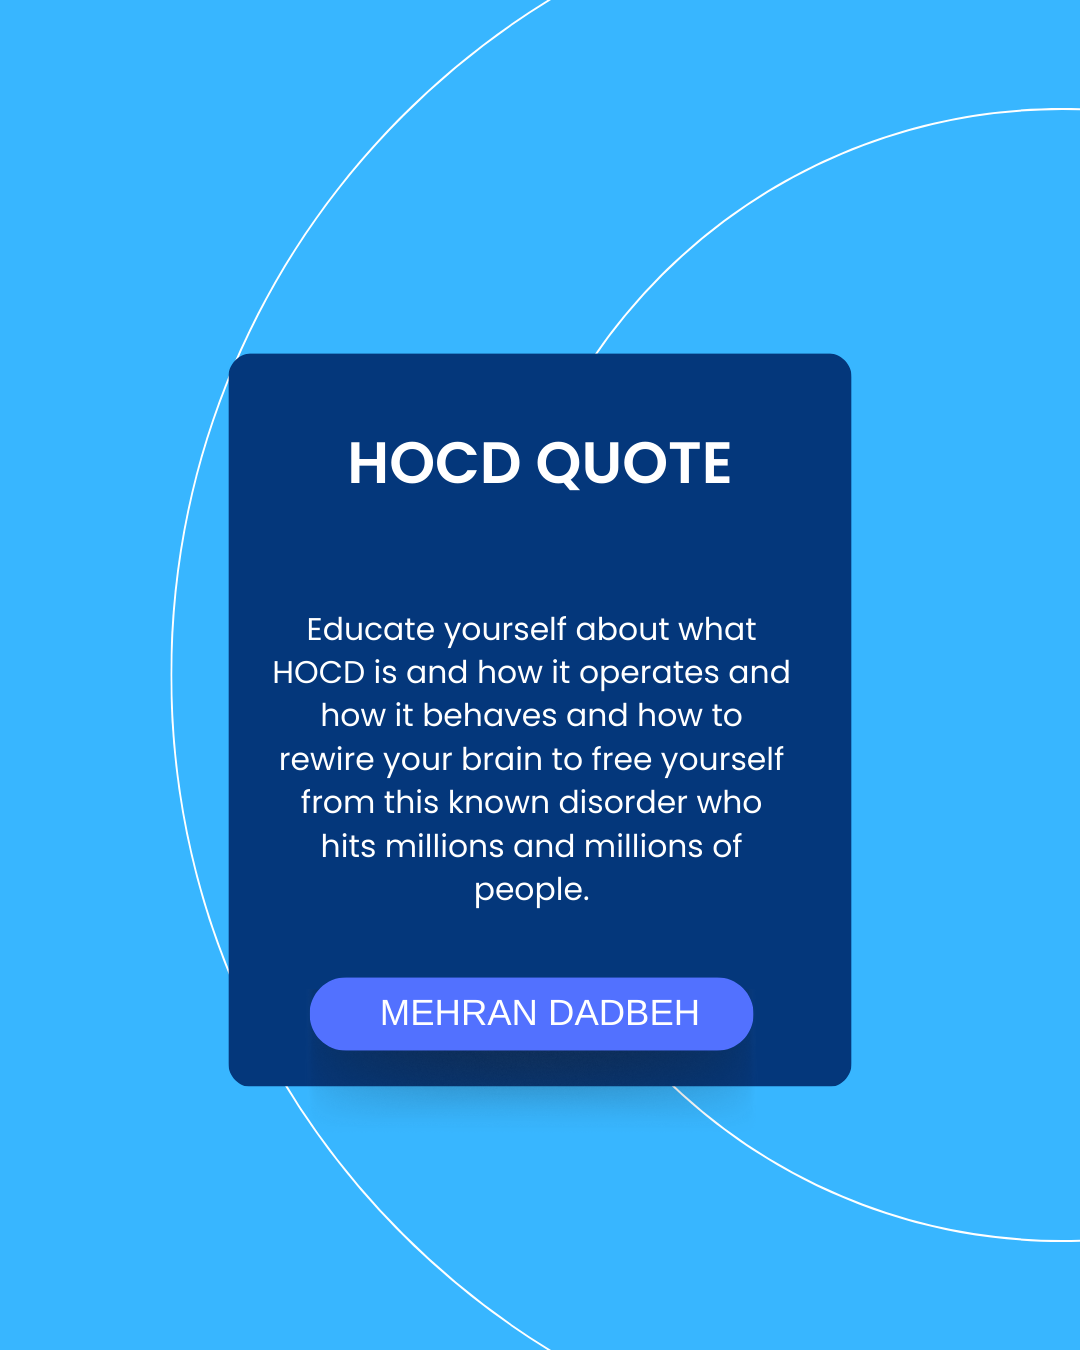 HOCD QUOTE
Educate yourself about what
HOCD is and how it operates and
how it behaves and how to
rewire your brain to free yourself
from this known disorder who
hits millions and millions of
people.
MEHRAN DADBEH